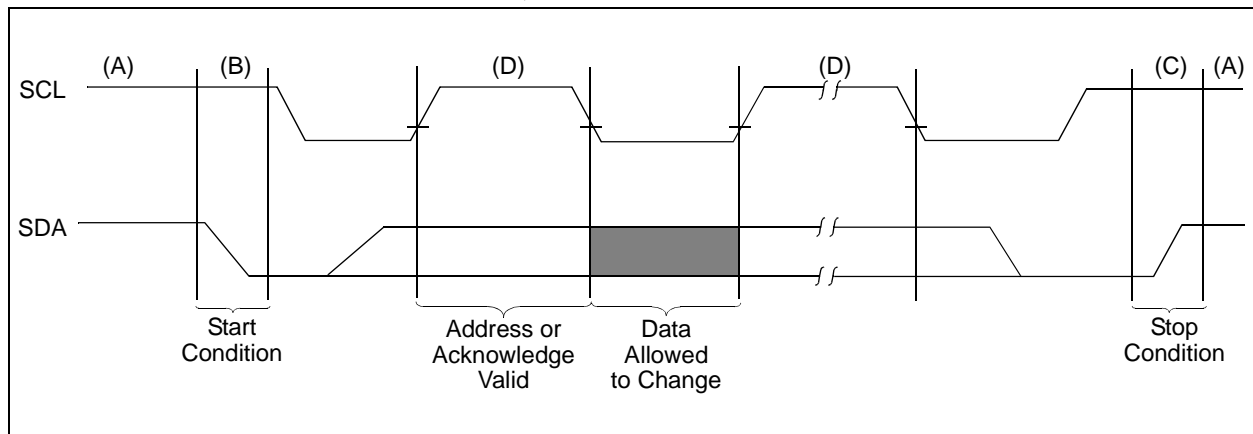 (A) (B) (D) (D) (C) (A)
SCL
SDA
Start
Condition
Address or
Acknowledge
Valid
Data
Allowed
to Change
Stop
Condition